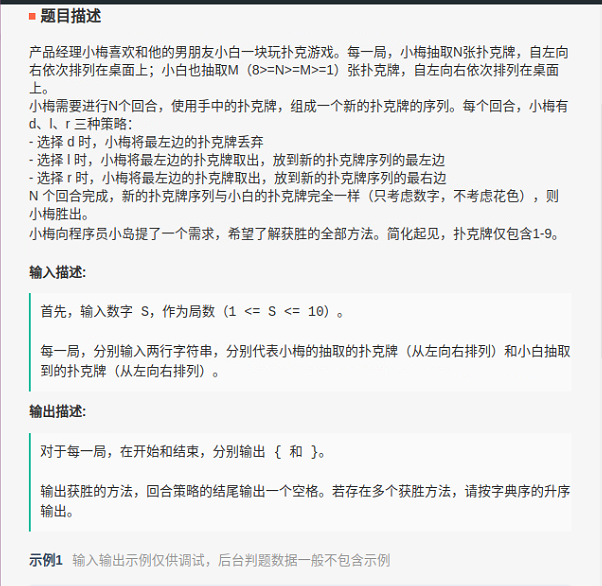 题目描述
产品经理小梅喜欢和他的男朋友小白一块玩扑克游戏。每一局，小梅抽取N张扑克牌，自左向
右依次排列在桌面上；小白也抽取M（8>=N>=M>=1）张扑克牌，自左向右依次排列在桌面
上。
小梅需要进行N个回合，使用手中的扑克牌，组成一个新的扑克牌的序列。每个回合，小梅有
d、l、r 三种策略：
- 选择 d 时，小梅将最左边的扑克牌丢弃
- 选择 l 时，小梅将最左边的扑克牌取出，放到新的扑克牌序列的最左边
- 选择 r 时，小梅将最左边的扑克牌取出，放到新的扑克牌序列的最右边
N 个回合完成，新的扑克牌序列与小白的扑克牌完全一样（只考虑数字，不考虑花色），则
小梅胜出。
小梅向程序员小岛提了一个需求，希望了解获胜的全部方法。简化起见，扑克牌仅包含1-9。
输入描述:
首先，输入数字 S，作为局数（1 <= S <= 10）。
每一局，分别输入两行字符串，分别代表小梅的抽取的扑克牌（从左向右排列）和小白抽取
到的扑克牌（从左向右排列）。
输出描述:
对于每一局，在开始和结束，分别输出 { 和 }。
输出获胜的方法，回合策略的结尾输出一个空格。若存在多个获胜方法，请按字典序的升序
输出。
示例1 输入输出示例仅供调试，后台判题数据一般不包含示例